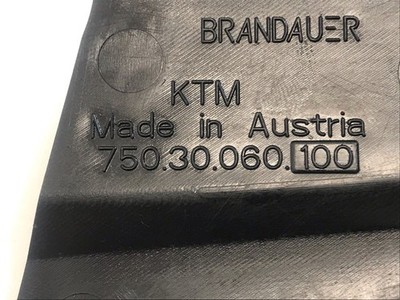 BRANDAUER
KTM
Made in Austria
750.30.060.100